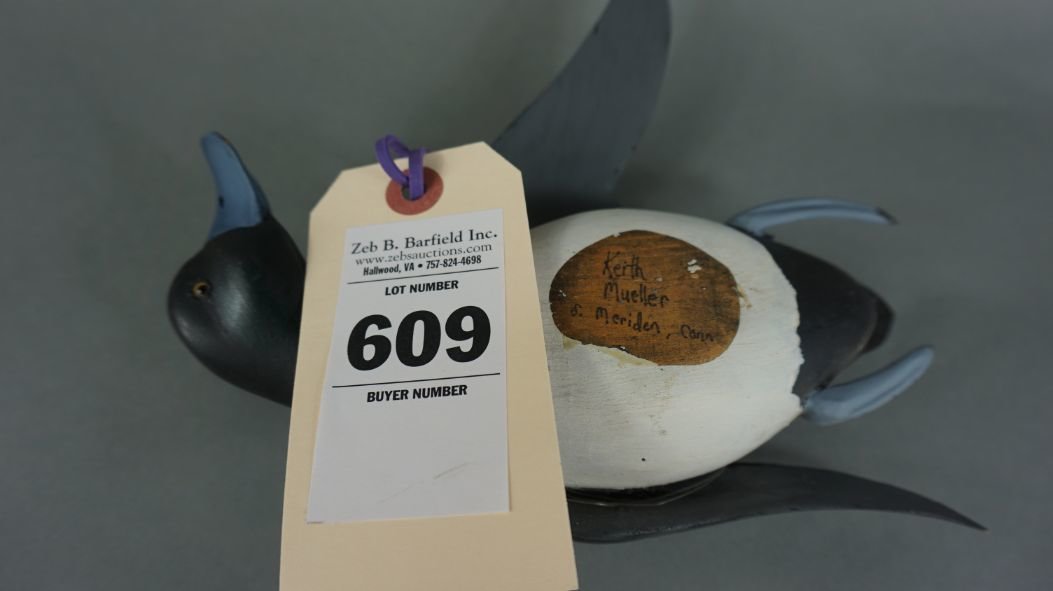 Zeb B. Barfield Inc.
www.zebsauctions.com
Hallwood, VA • 757-824-4698
LOT NUMBER
609
BUYER NUMBER
Keith
Mueller
S. Meriden, Conn